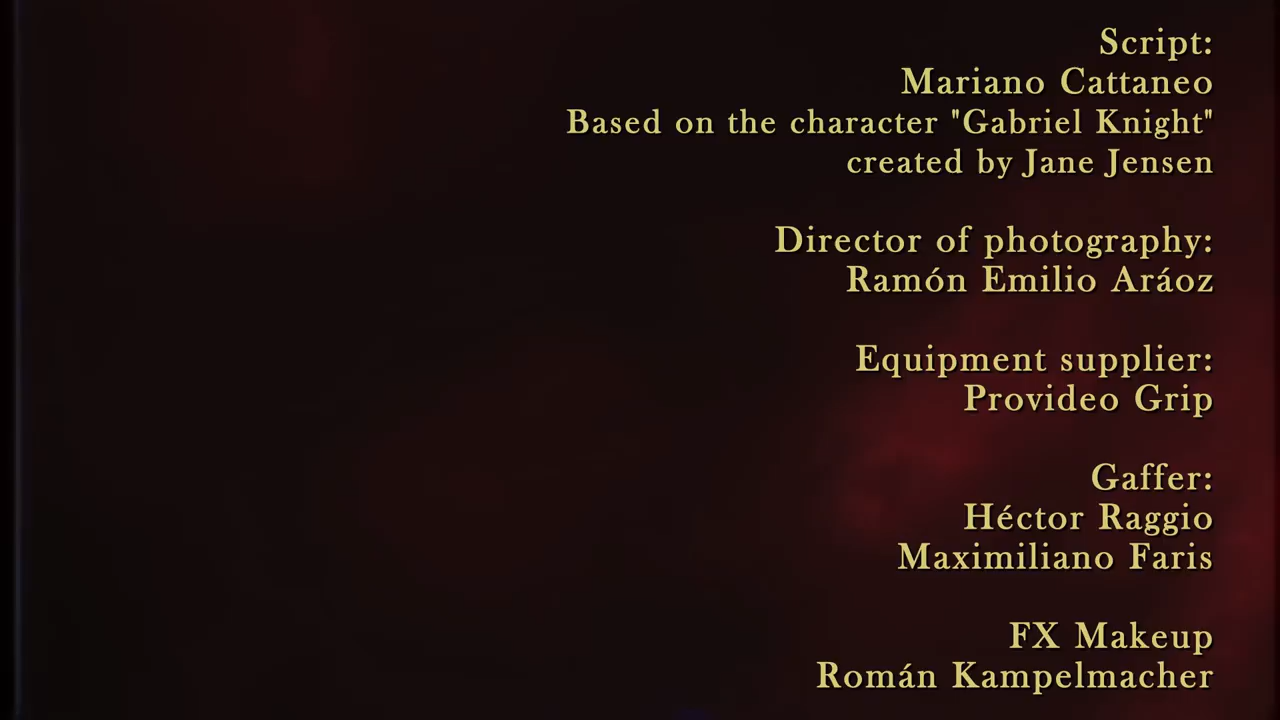 Script:
Mariano Cattaneo
Based on the character "Gabriel Knight"
created by Jane Jensen
Director of photography:
Ramón Emilio Aráoz
Equipment supplier:
Provideo Grip
Gaffer:
Héctor Raggio
Maximiliano Faris
FX Makeup
Román Kampelmacher